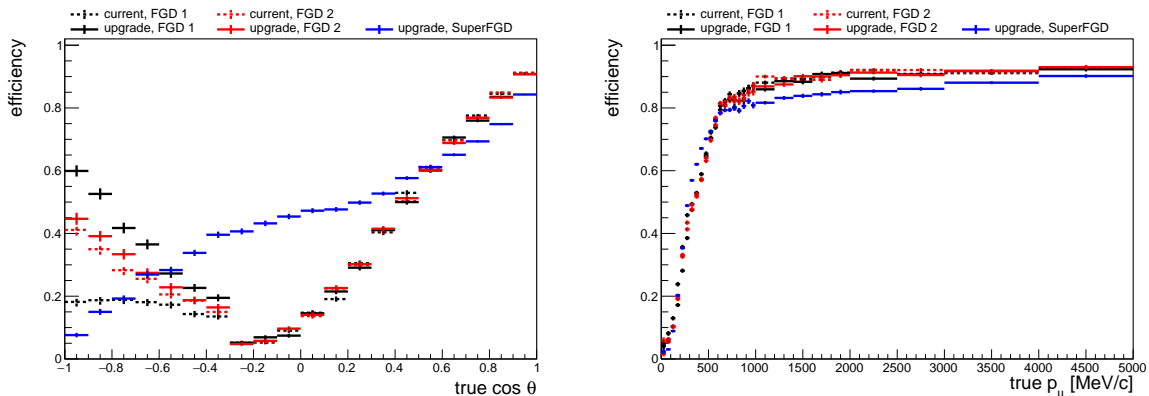 current, FGD 1 current, FGD 2
upgrade, FGD 1 upgrade, FGD 2 upgrade, SuperFGD
efficiency
1
0.8
0.6
0.4
0.2
0
−1 −0.8 −0.6 −0.4 −0.2 0 0.2 0.4 0.6 0.8 1
true cos θ
current, FGD 1 current, FGD 2
upgrade, FGD 1 upgrade, FGD 2 upgrade, SuperFGD
efficiency
1
0.8
0.6
0.4
0.2
0
0 500 1000 1500 2000 2500 3000 3500 4000 4500 5000
true p_μ [MeV/c]